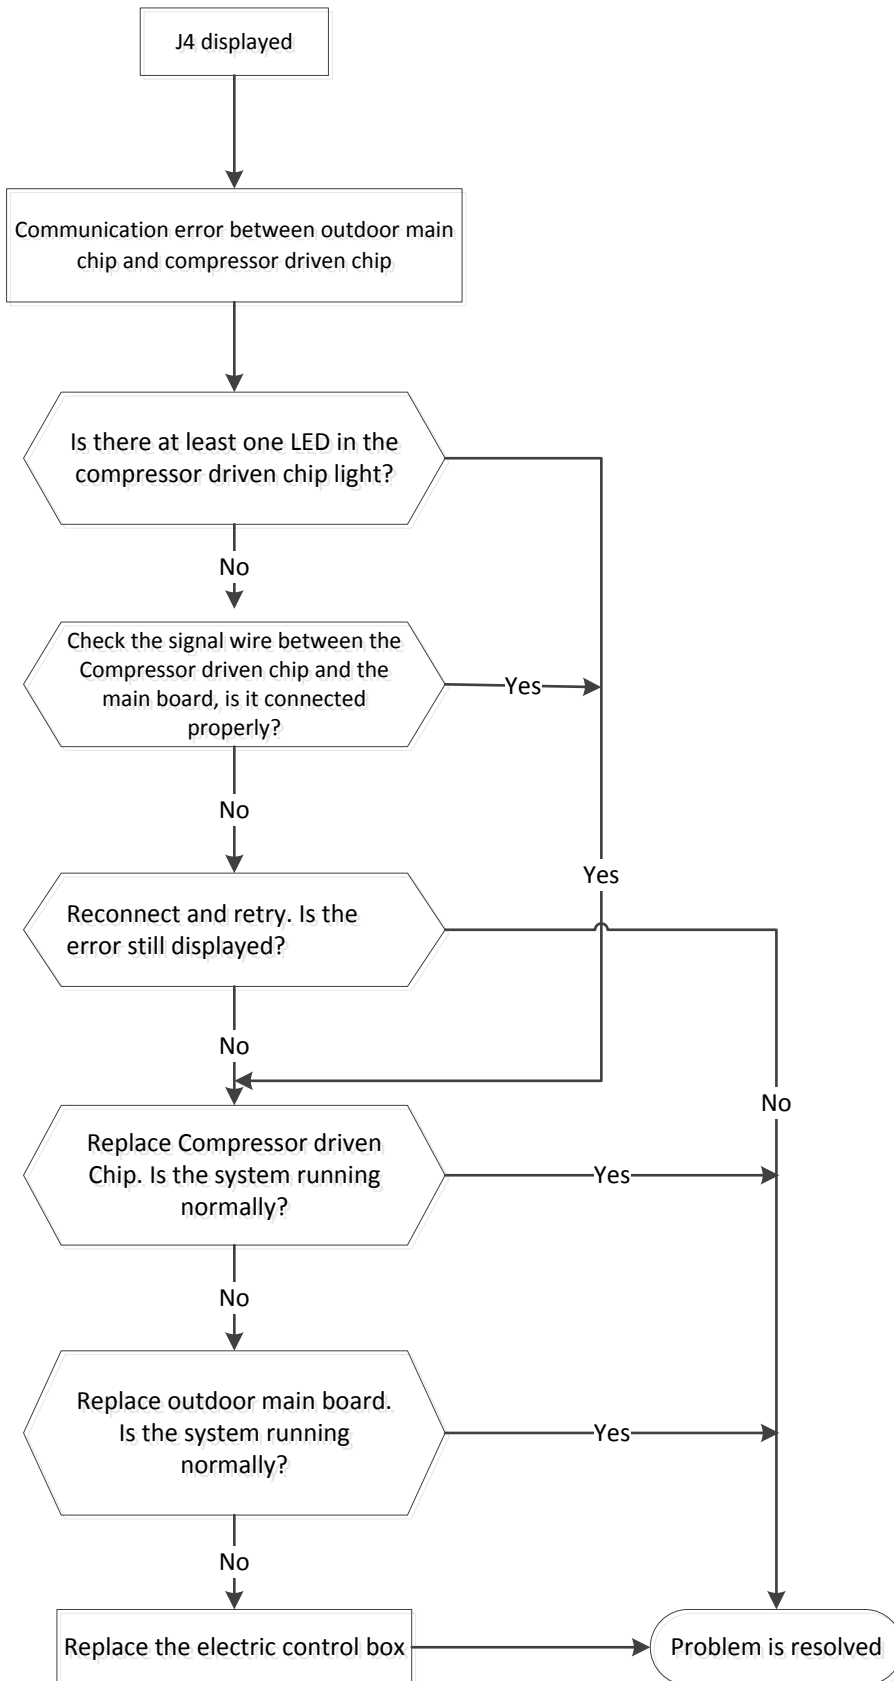 J4 displayed
Communication error between outdoor main
chip and compressor driven chip
Is there at least one LED in the
compressor driven chip light?
No
Check the signal wire between the
Compressor driven chip and the
main board, is it connected
properly?
Yes
No
Yes
Reconnect and retry. Is the
error still displayed?
No
No
Replace Compressor driven
Chip. Is the system running
normally?
Yes
No
Replace outdoor main board.
Is the system running
normally?
Yes
No
Replace the electric control box
Problem is resolved